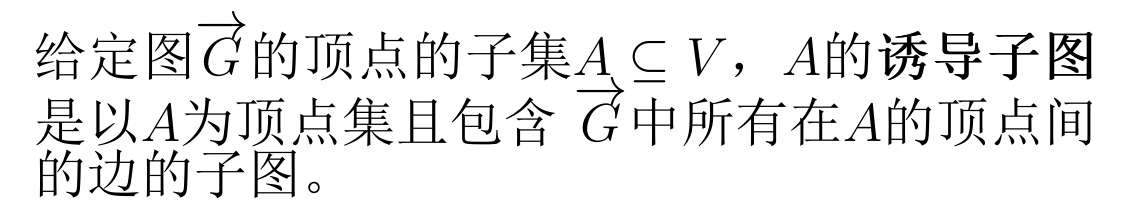 给定图$\overrightarrow{G}$的顶点的子集$A \subseteq V$，$A$的诱导子图
是以$A$为顶点集且包含 $\overrightarrow{G}$中所有在$A$的顶点间
的边的子图。